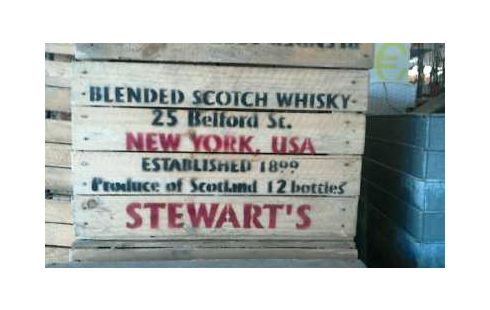 BLENDED SCOTCH WHISKY
25 Belford St.
NEW YORK, USA
ESTABLISHED 1899
Produce of Scotland 12 bottles
STEWART'S